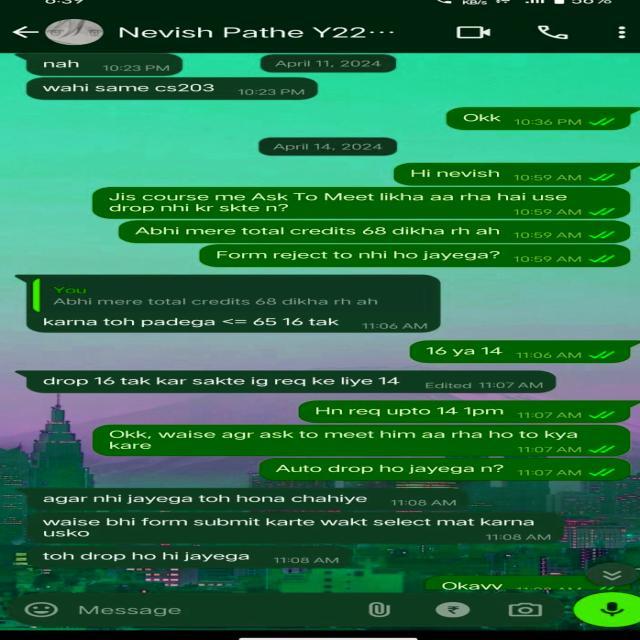 Nevish Pathe Y22...
nah 10:23 PM
April 11, 2024
wahi same cs203 10:23 PM
Okk 10:36 PM
April 14, 2024
Hi nevish 10:59 AM
Jis course me Ask To Meet likha aa rha hai use
drop nhi kr skte n? 10:59 AM
Abhi mere total credits 68 dikha rh ah 10:59 AM
Form reject to nhi ho jayega? 10:59 AM
You
Abhi mere total credits 68 dikha rh ah
karna toh padega <= 65 16 tak 11:06 AM
16 ya 14 11:06 AM
drop 16 tak kar sakte ig req ke liye 14 Edited 11:07 AM
Hn req upto 14 1pm 11:07 AM
Okk, waise agr ask to meet him aa rha ho to kya
kare 11:07 AM
Auto drop ho jayega n? 11:07 AM
agar nhi jayega toh hona chahiye 11:08 AM
waise bhi form submit karte wakt select mat karna
usko 11:08 AM
toh drop ho hi jayega 11:08 AM
Okayy
Message